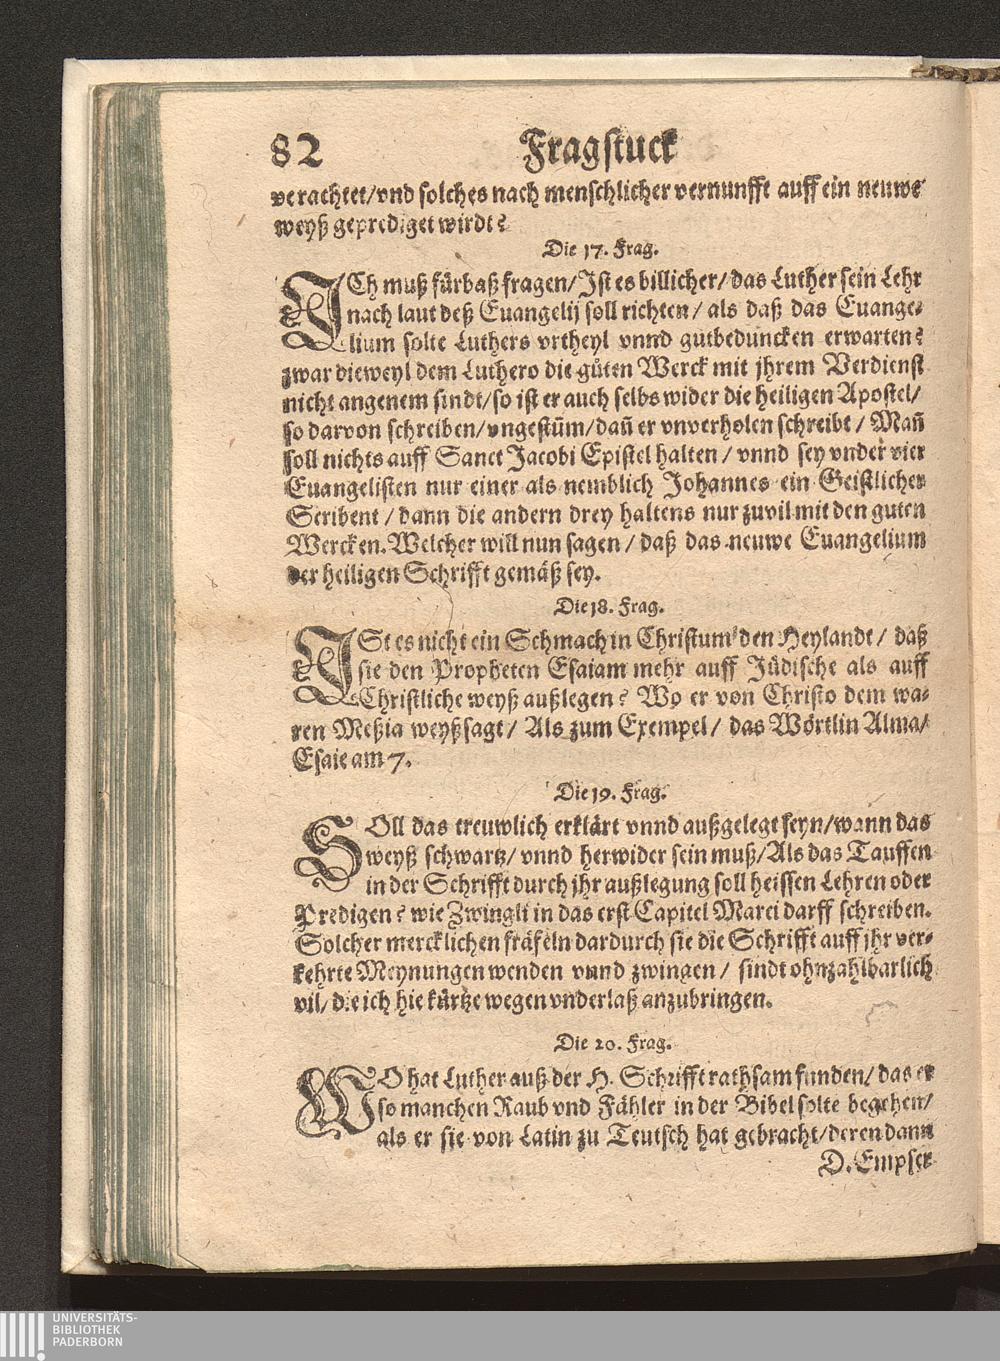 82 Fragstuck
verachtet/vnd solches nach menschlicher vernunfft auff ein neuwe
weyß geprediget wirdt?
Die 17. Frag.
ICh muß fürbaß fragen/Ist es billicher/das Luther sein Lehr
nach laut deß Euangelij soll richten/ als daß das Euange⸗
lium solte Luthers vrtheyl vnnd gutbeduncken erwarten?
zwar dieweyl dem Luthero die gůten Werck mit jhrem Verdienst
nicht angenem sindt/so ist er auch selbs wider die heiligen Apostel/
so darvon schreiben/vngestům/dañ er vnverholen schreibt/ Mañ
soll nichts auff Sanct Jacobi Epistel halten/ vnnd sey vnder vier
Euangelisten nur einer als nemblich Johannes ein Geistlicher
Scribent/ dann die andern drey haltens nur zuvil mit den guten
Wercken. Welcher will nun sagen/ daß das neuwe Euangelium
der heiligen Schrifft gemäß sey.
Die 18. Frag.
ISt es nicht ein Schmach in Christum den Heylandt/ daß
sie den Propheten Esaiam mehr auff Jüdische als auff
Christliche weyß außlegen? Wo er von Christo dem wa⸗
ren Meßia weyßsagt/ Als zum Exempel/ das Wörtlin Alma/
Esaie am 7.
Die 19. Frag.
SOll das treuwlich erklärt vnnd außgelegt seyn/wann das
weyß schwartz/ vnnd herwider sein muß/Als das Tauffen
in der Schrifft durch jhr außlegung soll heissen Lehren oder
Predigen? wie Zwingli in das erst Capitel Marci darff schreiben.
Solcher mercklichen fräfeln dardurch sie die Schrifft auff jhr ver⸗
kehrte Meynungen wenden vnnd zwingen/ sindt ohnzahlbarlich
vil/ die ich hie kürtze wegen vnderlaß anzubringen.
Die 20. Frag.
WO hat Luther auß der H. Schrifft rathsam funden/ das er
so manchen Raub vnd Fähler in der Bibel solte begehen/
als er sie von Latin zu Teutsch hat gebracht/deren dann
D. Empser
UNIVERSITÄTS-
BIBLIOTHEK
PADERBORN